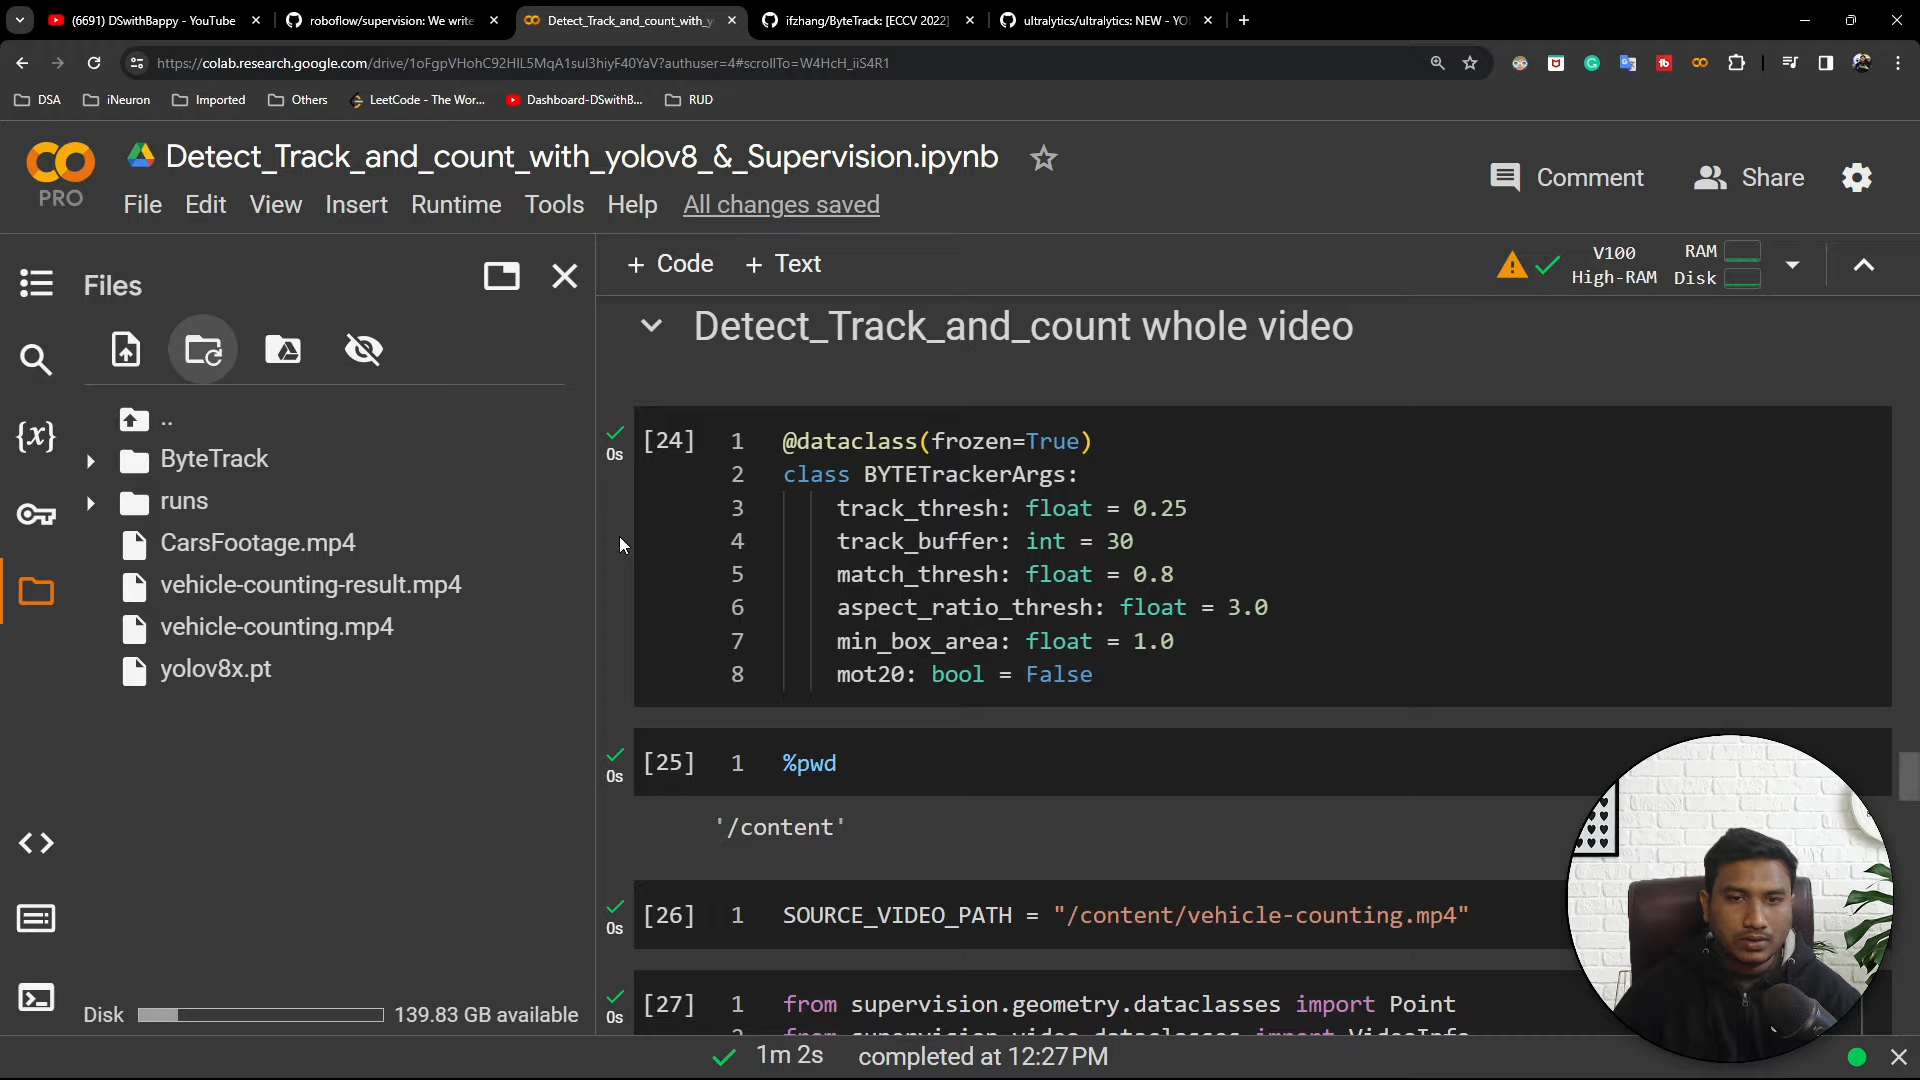 (6691) DSwithBappy - YouTube
roboflow/supervision: We write
Detect_Track_and_count_with_y
ifzhang/ByteTrack: [ECCV 2022]
ultralytics/ultralytics: NEW - YO
https://colab.research.google.com/drive/1oFgpVHohC92HIL5MqA1sul3hiyF40YaV?authuser=4#scrollTo=W4HcH_iiS4R1
DSA
iNeuron
Imported
Others
LeetCode - The Wor...
Dashboard-DSwithB...
RUD
CO
PRO
Detect_Track_and_count_with_yolov8_&_Supervision.ipynb
File Edit View Insert Runtime Tools Help All changes saved
Comment
Share
Files
..
ByteTrack
runs
CarsFootage.mp4
vehicle-counting-result.mp4
vehicle-counting.mp4
yolov8x.pt
Disk 139.83 GB available
+ Code + Text
V100
High-RAM
RAM
Disk
Detect_Track_and_count whole video
0s
[24]
1 @dataclass(frozen=True)
2 class BYTETrackerArgs:
3 track_thresh: float = 0.25
4 track_buffer: int = 30
5 match_thresh: float = 0.8
6 aspect_ratio_thresh: float = 3.0
7 min_box_area: float = 1.0
8 mot20: bool = False
0s
[25] 1 %pwd
'/content'
0s
[26] 1 SOURCE_VIDEO_PATH = "/content/vehicle-counting.mp4"
0s
[27] 1 from supervision.geometry.dataclasses import Point
2 from supervision.video.dataclasses import VideoInfo
1m 2s completed at 12:27 PM